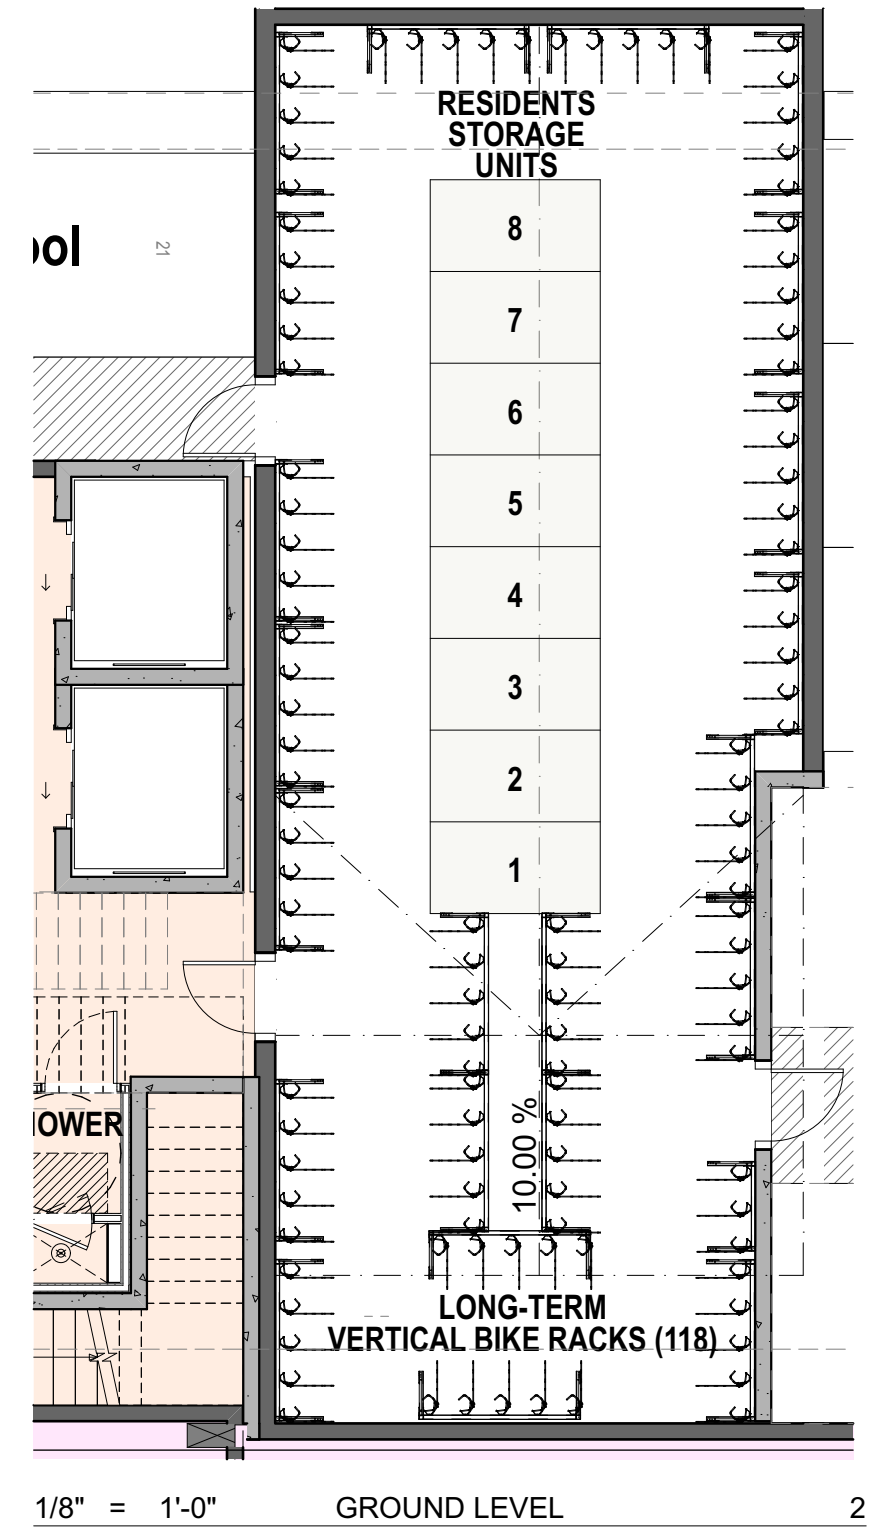 RESIDENTS
STORAGE
UNITS
8
ool
21
7
6
5
4
3
2
1
10.00 %
OWER
LONG-TERM
VERTICAL BIKE RACKS (118)
1/8" = 1'-0" GROUND LEVEL 2